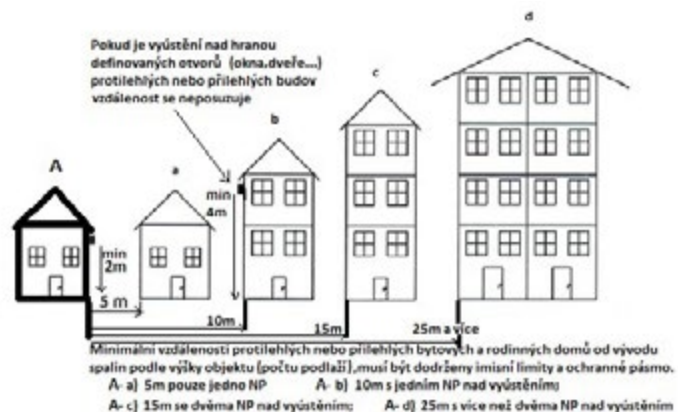 d
Pokud je vyústění nad hranou
definovaných otvorů (okna,dveře...)
protilehlých nebo přilehlých budov
vzdálenost se neposuzuje
c
b
A
a
min
4m
min
2m
5 m
10m
15m
25m a více
Minimální vzdálenosti protilehlých nebo přilehlých bytových a rodinných domů od vývodu
spalin podle výšky objektu (počtu podlaží),musí být dodrženy imisní limity a ochranné pásmo.
A- a) 5m pouze jedno NP A- b) 10m s jedním NP nad vyústěním;
A- c) 15m se dvěma NP nad vyústěním; A- d) 25m s více než dvěma NP nad vyústěním